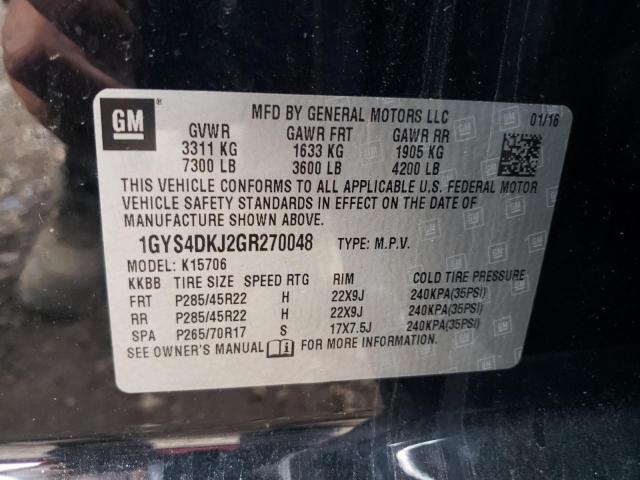 GM ®
MFD BY GENERAL MOTORS LLC 01/16
GVWR GAWR FRT GAWR RR
3311 KG 1633 KG 1905 KG
7300 LB 3600 LB 4200 LB
THIS VEHICLE CONFORMS TO ALL APPLICABLE U.S. FEDERAL MOTOR
VEHICLE SAFETY STANDARDS IN EFFECT ON THE DATE OF
MANUFACTURE SHOWN ABOVE.
1GYS4DKJ2GR270048 TYPE: M.P.V.
MODEL: K15706
KKBB TIRE SIZE SPEED RTG RIM COLD TIRE PRESSURE
FRT P285/45R22 H 22X9J 240KPA(35PSI)
RR P285/45R22 H 22X9J 240KPA(35PSI)
SPA P265/70R17 S 17X7.5J 240KPA(35PSI)
SEE OWNER'S MANUAL FOR MORE INFORMATION.